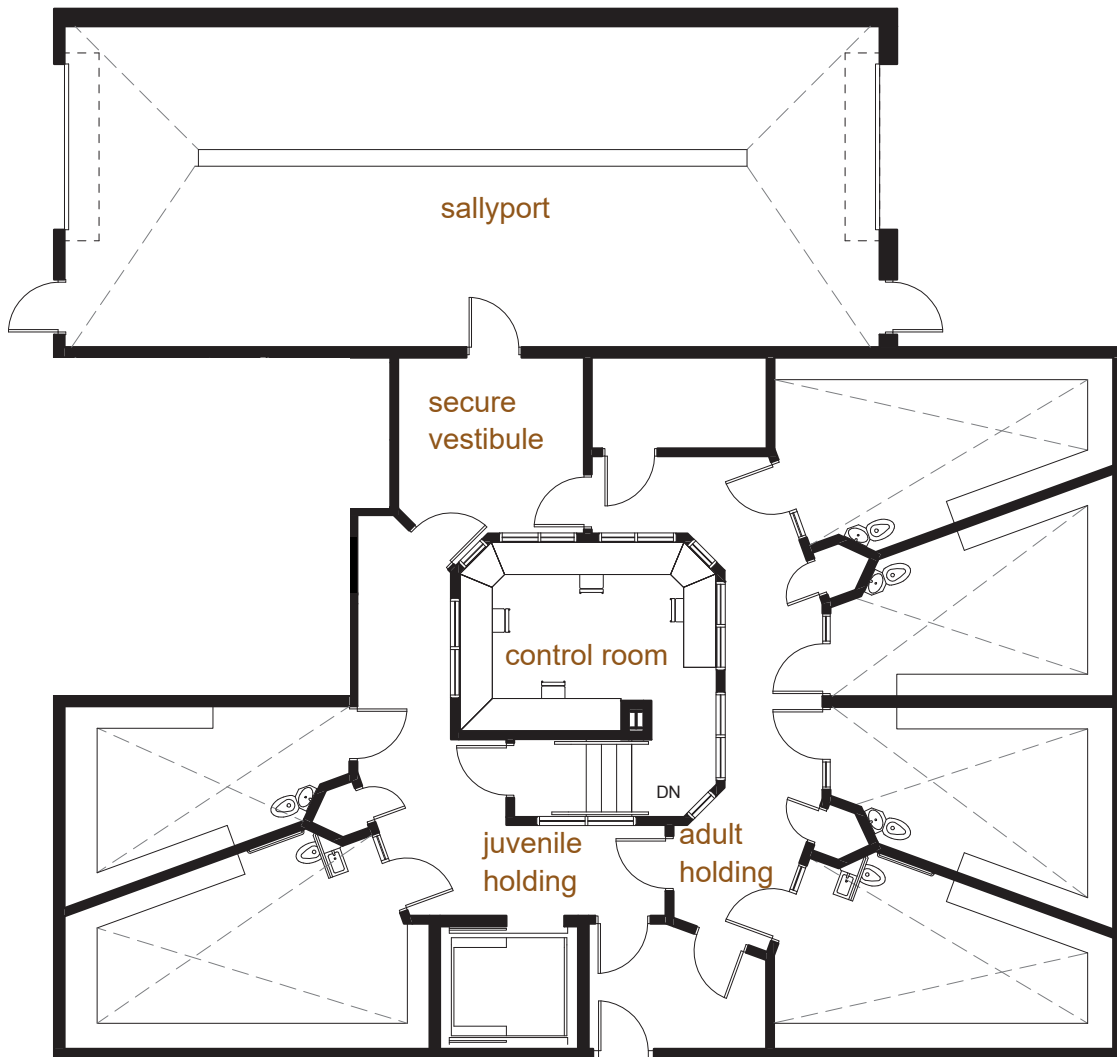 sallyport
secure
vestibule
control room
DN
juvenile
holding
adult
holding